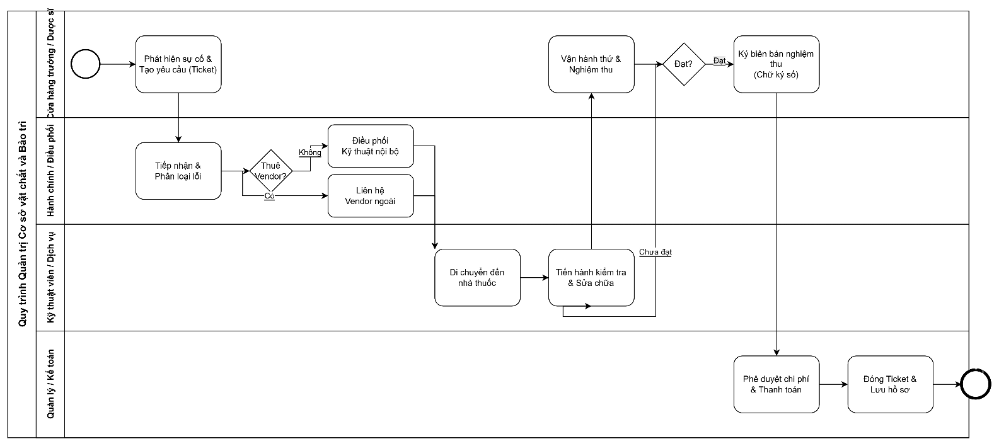 Quy trình Quản trị Cơ sở vật chất và Bảo trì
Cửa hàng trưởng / Dược sĩ
Phát hiện sự cố &
Tạo yêu cầu (Ticket)
Vận hành thử &
Nghiệm thu
Đạt?
Đạt
Ký biên bản nghiệm
thu
(Chữ ký số)
Hành chính / Điều phối
Tiếp nhận &
Phân loại lỗi
Thuê
Vendor?
Không
Có
Điều phối
Kỹ thuật nội bộ
Liên hệ
Vendor ngoài
Kỹ thuật viên / Dịch vụ
Di chuyển đến
nhà thuốc
Tiến hành kiểm tra
& Sửa chữa
Chưa đạt
Quản lý / Kế toán
Phê duyệt chi phí
& Thanh toán
Đóng Ticket &
Lưu hồ sơ